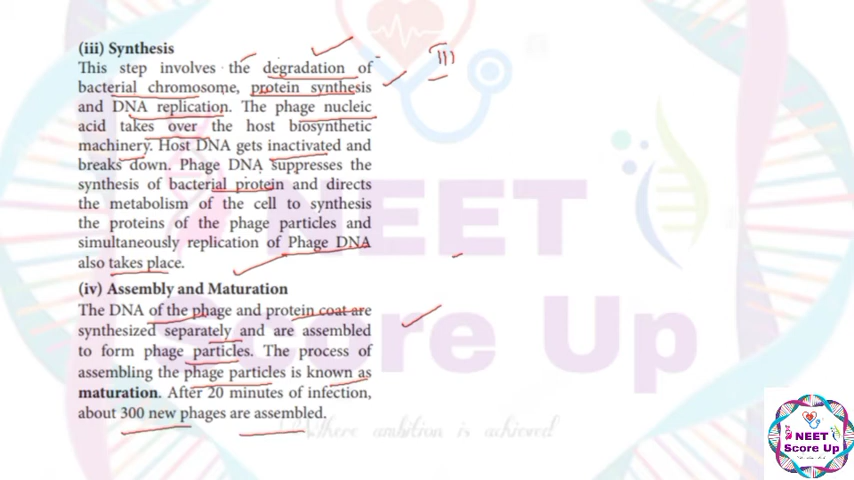 (iii) Synthesis
This step involves the degradation of
bacterial chromosome, protein synthesis
and DNA replication. The phage nucleic
acid takes over the host biosynthetic
machinery. Host DNA gets inactivated and
breaks down. Phage DNA suppresses the
synthesis of bacterial protein and directs
the metabolism of the cell to synthesis
the proteins of the phage particles and
simultaneously replication of Phage DNA
also takes place.
(iv) Assembly and Maturation
The DNA of the phage and protein coat are
synthesized separately and are assembled
to form phage particles. The process of
assembling the phage particles is known as
maturation. After 20 minutes of infection,
about 300 new phages are assembled.
III
NEET
Score Up
Where ambition is achieved
NEET
Score Up